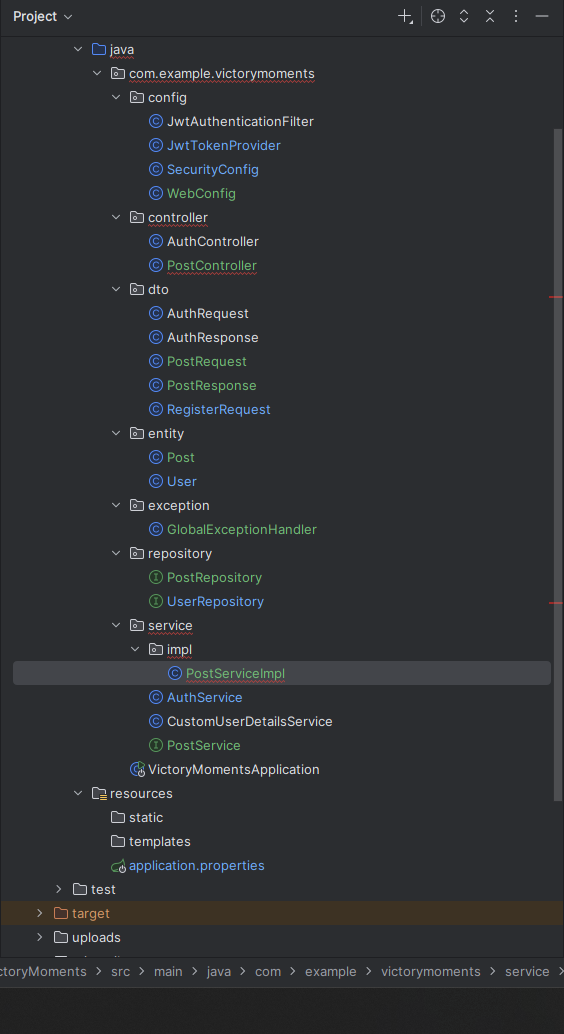 Project
java
com.example.victorymoments
config
JwtAuthenticationFilter
JwtTokenProvider
SecurityConfig
WebConfig
controller
AuthController
PostController
dto
AuthRequest
AuthResponse
PostRequest
PostResponse
RegisterRequest
entity
Post
User
exception
GlobalExceptionHandler
repository
PostRepository
UserRepository
service
impl
PostServiceImpl
AuthService
CustomUserDetailsService
PostService
VictoryMomentsApplication
resources
static
templates
application.properties
test
target
uploads
ctoryMoments > src > main > java > com > example > victorymoments > service >